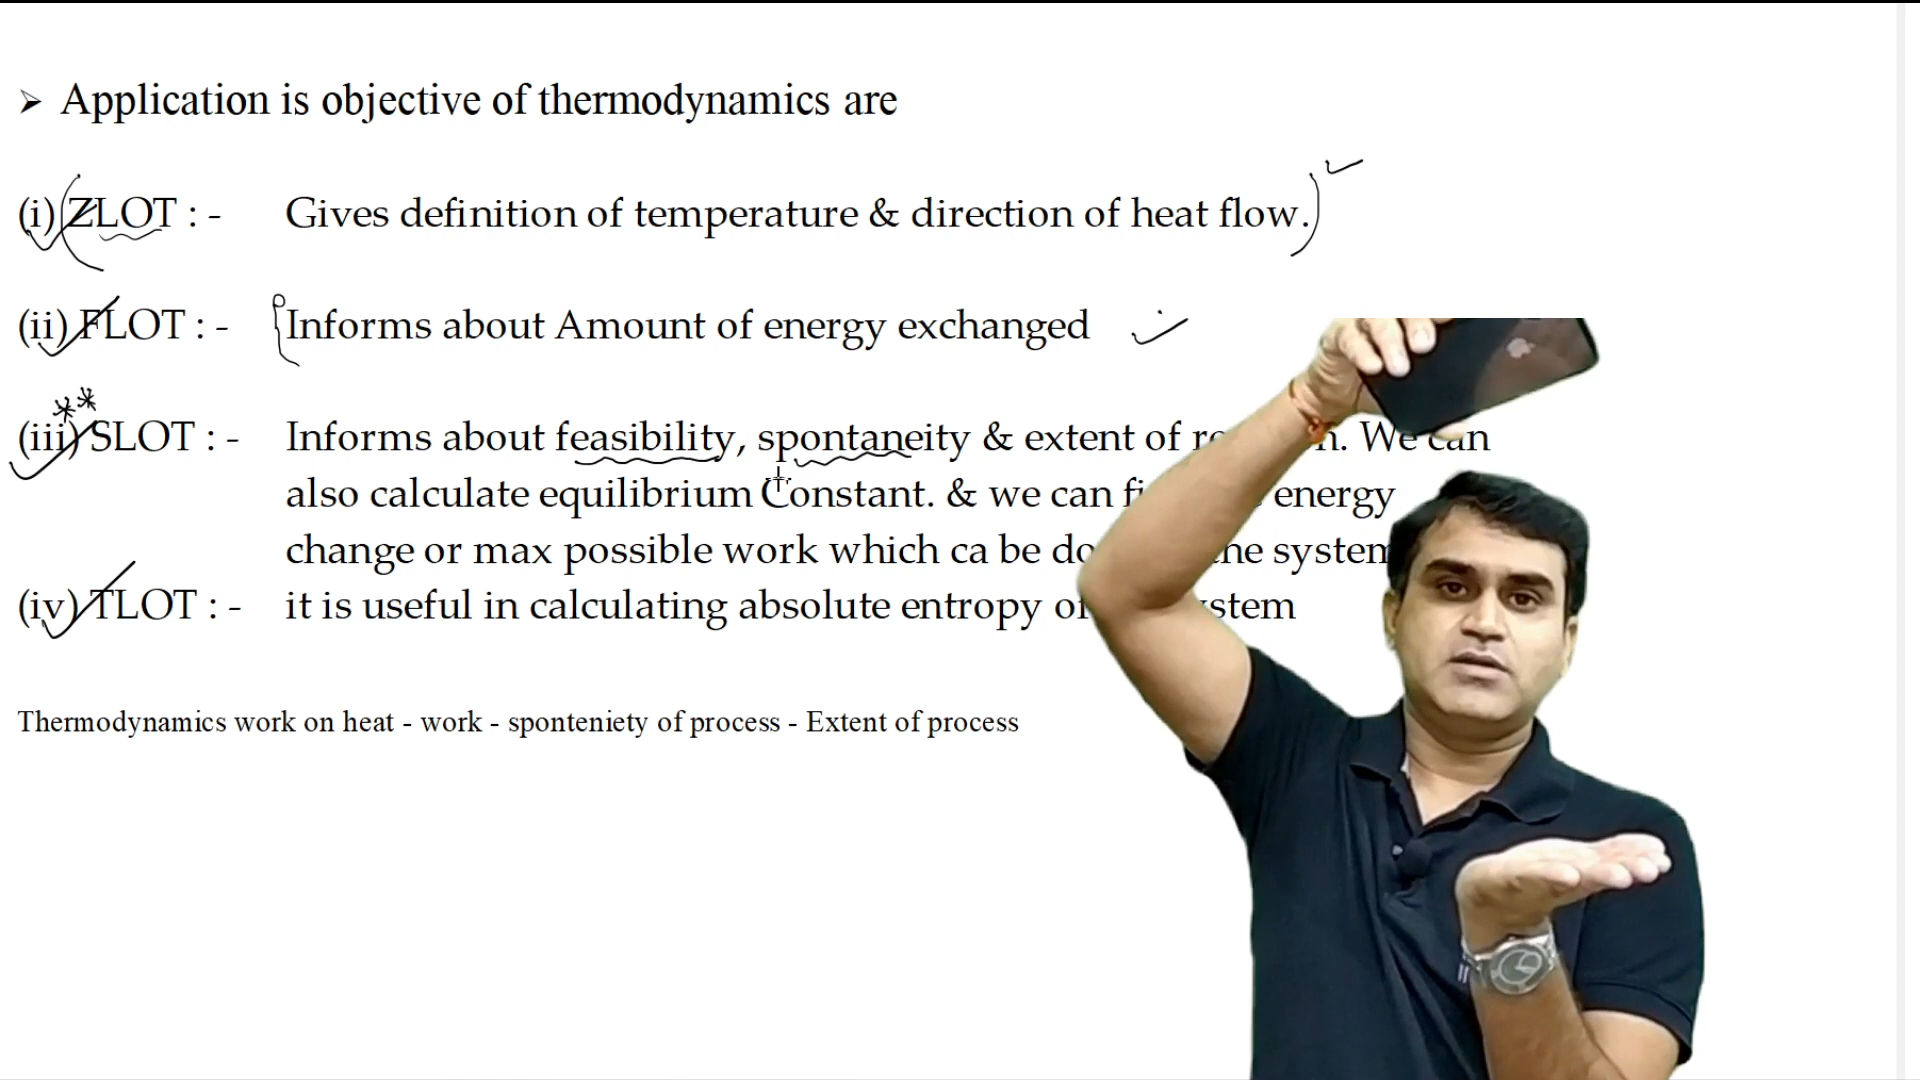 ➢ Application is objective of thermodynamics are
(i) ZLOT : - Gives definition of temperature & direction of heat flow.
(ii) FLOT : - Informs about Amount of energy exchanged
(iii) SLOT : - Informs about feasibility, spontaneity & extent of We can
also calculate equilibrium Constant. & we can energy
change or max possible work which ca be system
(iv) TLOT : - it is useful in calculating absolute entropy of
Thermodynamics work on heat - work - sponteniety of process - Extent of process